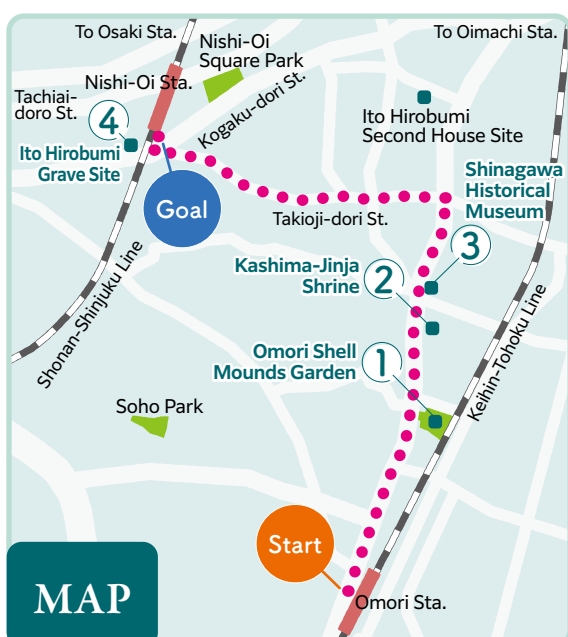 To Osaki Sta.
To Oimachi Sta.
Nishi-Oi
Square Park
Nishi-Oi Sta.
Tachiai-
doro St.
Kogaku-dori St.
4
Ito Hirobumi
Grave Site
Ito Hirobumi
Second House Site
Goal
Takioji-dori St.
Shinagawa
Historical
Museum
3
Kashima-Jinja
Shrine
2
Shonan-Shinjuku Line
Omori Shell
Mounds Garden
1
Keihin-Tohoku Line
Soho Park
Start
Omori Sta.
MAP